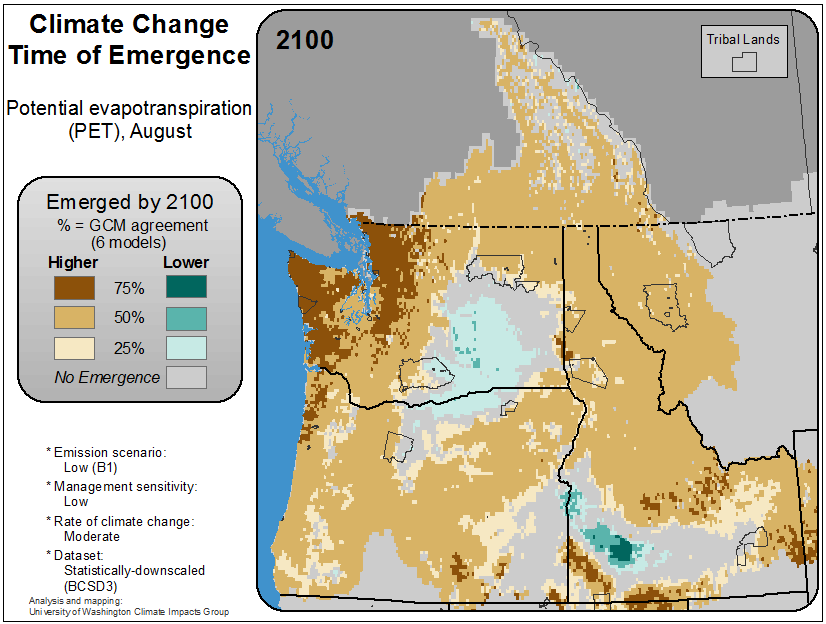 Climate Change
Time of Emergence
Potential evapotranspiration
(PET), August
Emerged by 2100
% = GCM agreement
(6 models)
Higher Lower
75%
50%
25%
No Emergence
* Emission scenario:
Low (B1)
* Management sensitivity:
Low
* Rate of climate change:
Moderate
* Dataset:
Statistically-downscaled
(BCSD3)
Analysis and mapping:
University of Washington Climate Impacts Group
2100
Tribal Lands